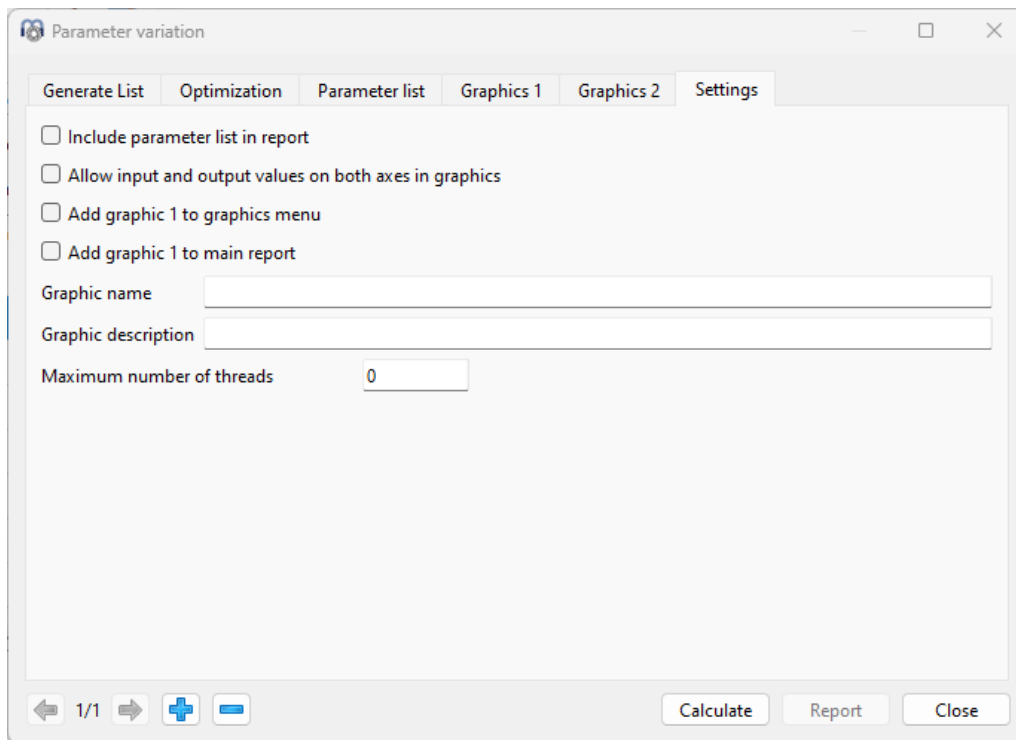 Parameter variation
Generate List Optimization Parameter list Graphics 1 Graphics 2 Settings
Include parameter list in report
Allow input and output values on both axes in graphics
Add graphic 1 to graphics menu
Add graphic 1 to main report
Graphic name
Graphic description
Maximum number of threads 0
1/1 Calculate Report Close